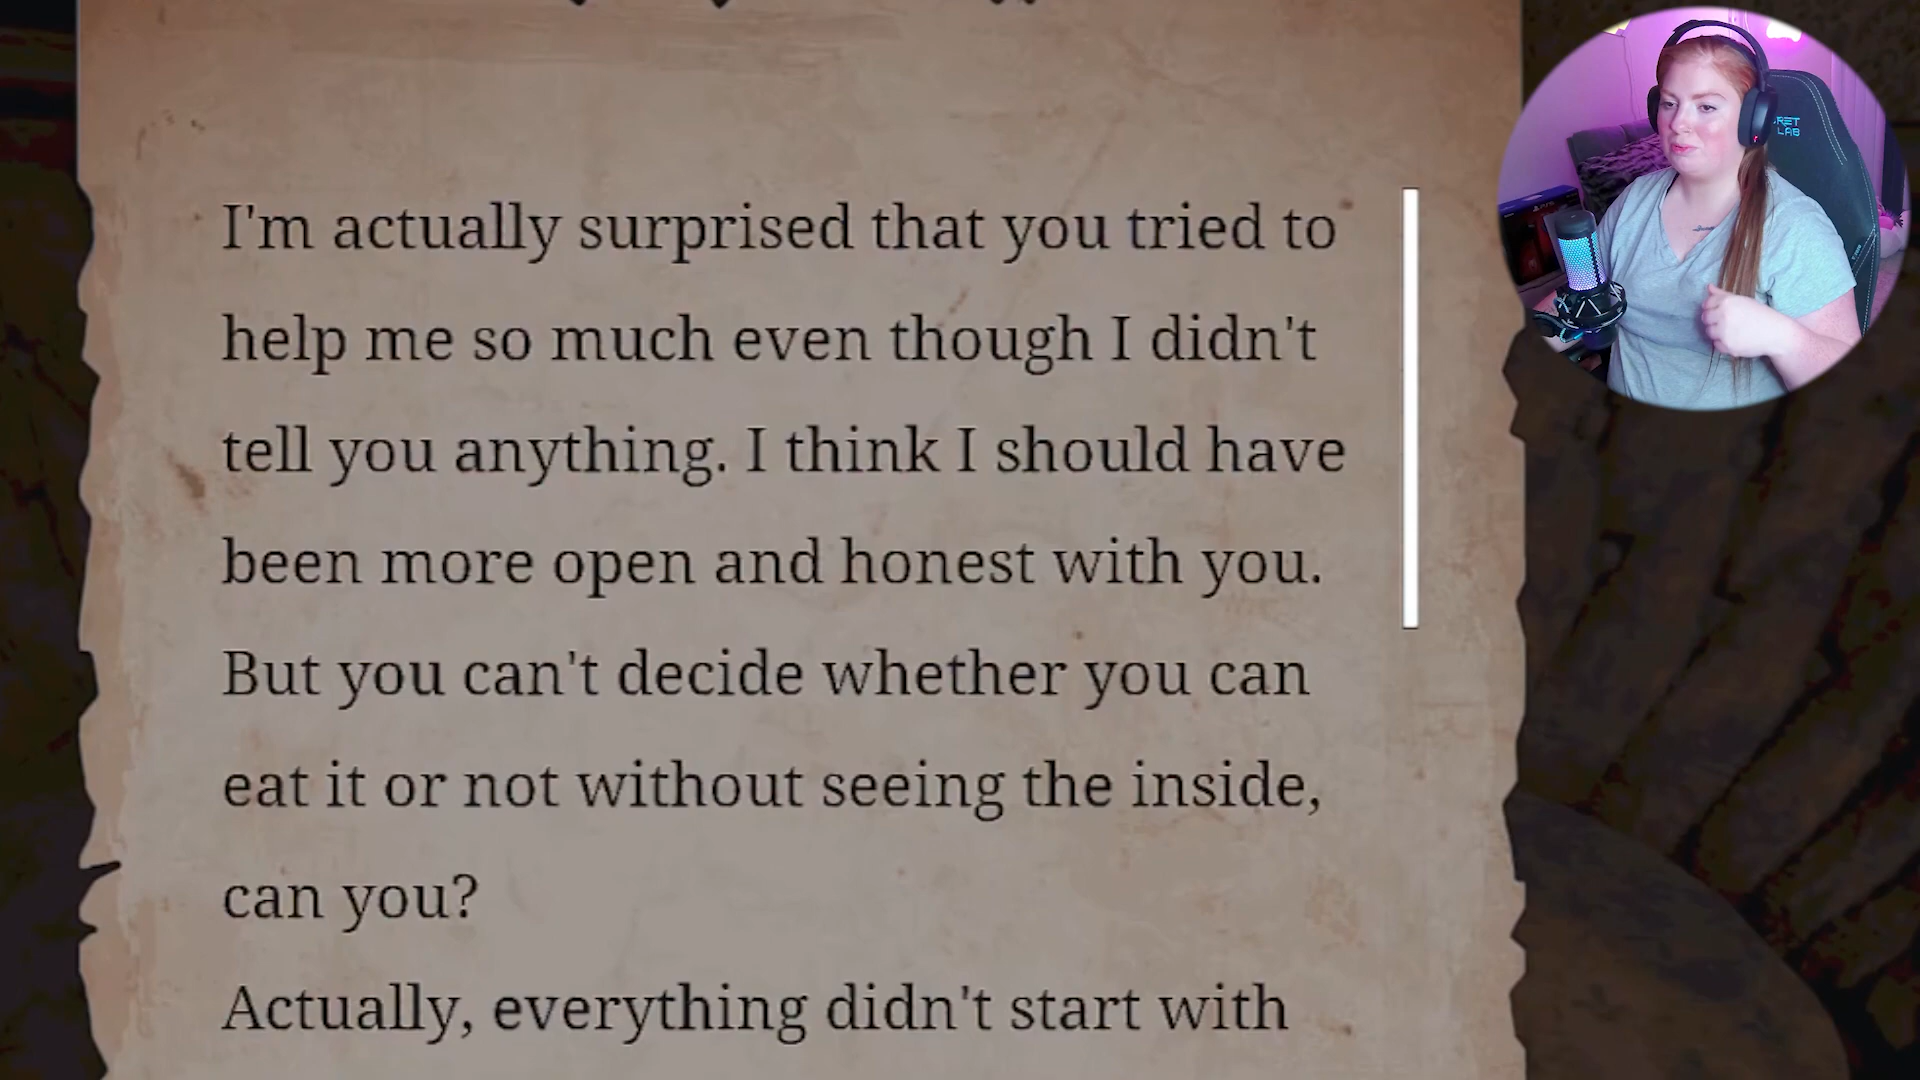 I'm actually surprised that you tried to
help me so much even though I didn't
tell you anything. I think I should have
been more open and honest with you.
But you can't decide whether you can
eat it or not without seeing the inside,
can you?
Actually, everything didn't start with
RET
LAB